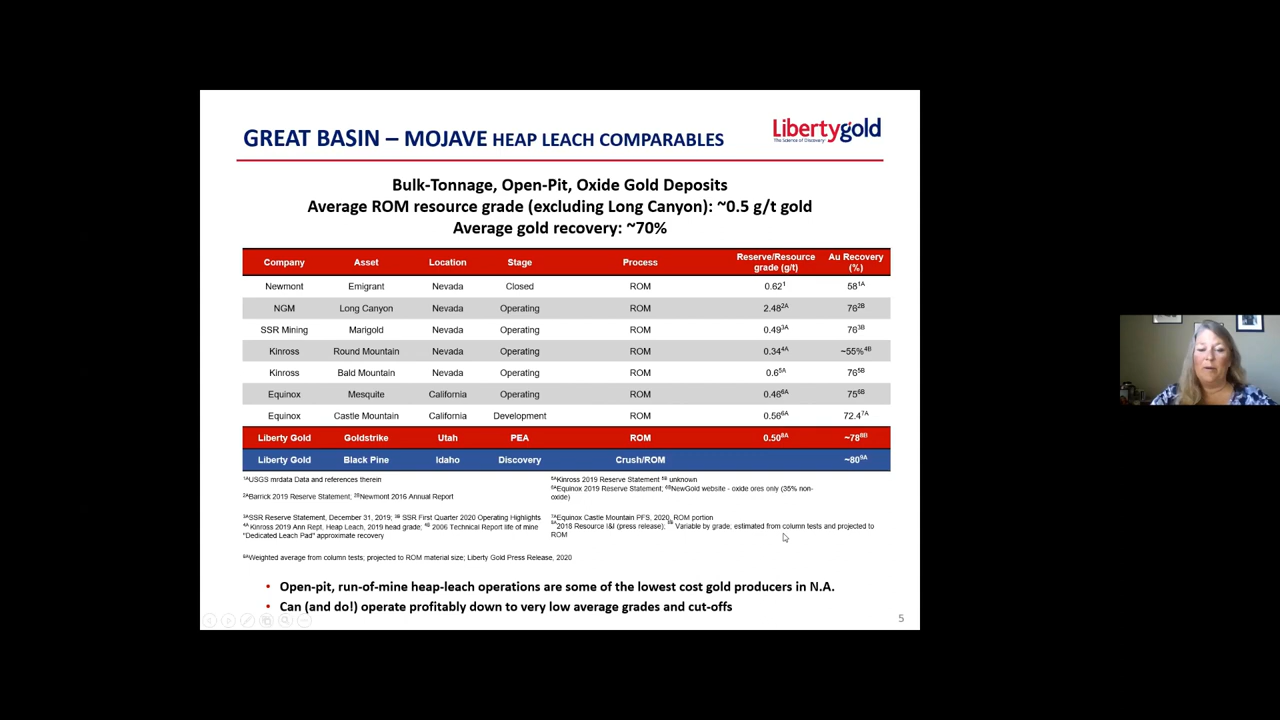 GREAT BASIN – MOJAVE HEAP LEACH COMPARABLES
Libertygold
The Science of Discovery
Bulk-Tonnage, Open-Pit, Oxide Gold Deposits
Average ROM resource grade (excluding Long Canyon): ~0.5 g/t gold
Average gold recovery: ~70%
Company Asset Location Stage Process Reserve/Resource grade (g/t) Au Recovery (%)
Newmont Emigrant Nevada Closed ROM 0.62¹ 58¹ᴬ
NGM Long Canyon Nevada Operating ROM 2.48²ᴬ 76²ᴮ
SSR Mining Marigold Nevada Operating ROM 0.49³ᴬ 76³ᴮ
Kinross Round Mountain Nevada Operating ROM 0.34⁴ᴬ ~55%⁴ᴮ
Kinross Bald Mountain Nevada Operating ROM 0.6⁵ᴬ 76⁵ᴮ
Equinox Mesquite California Operating ROM 0.46⁶ᴬ 75⁶ᴮ
Equinox Castle Mountain California Development ROM 0.56⁶ᴬ 72.4⁷ᴬ
Liberty Gold Goldstrike Utah PEA ROM 0.50⁸ᴬ ~78⁸ᴮ
Liberty Gold Black Pine Idaho Discovery Crush/ROM ~80⁹ᴬ
¹ᴬUSGS mrdata Data and references therein
²ᴬBarrick 2019 Reserve Statement; ²ᴮNewmont 2016 Annual Report
³ᴬSSR Reserve Statement, December 31, 2019; ³ᴮ SSR First Quarter 2020 Operating Highlights
⁴ᴬ Kinross 2019 Ann Rept, Heap Leach, 2019 head grade; ⁴ᴮ 2006 Technical Report life of mine
"Dedicated Leach Pad" approximate recovery
⁵ᴬKinross 2019 Reserve Statement ⁵ᴮ unknown
⁶ᴬEquinox 2019 Reserve Statement; ⁶ᴮNewGold website - oxide ores only (35% non-
oxide)
⁷ᴬEquinox Castle Mountain PFS, 2020, ROM portion
⁸ᴬ2018 Resource I&I (press release); ⁸ᴮ Variable by grade; estimated from column tests and projected to
ROM
⁹ᴬWeighted average from column tests; projected to ROM material size; Liberty Gold Press Release, 2020
• Open-pit, run-of-mine heap-leach operations are some of the lowest cost gold producers in N.A.
• Can (and do!) operate profitably down to very low average grades and cut-offs
5